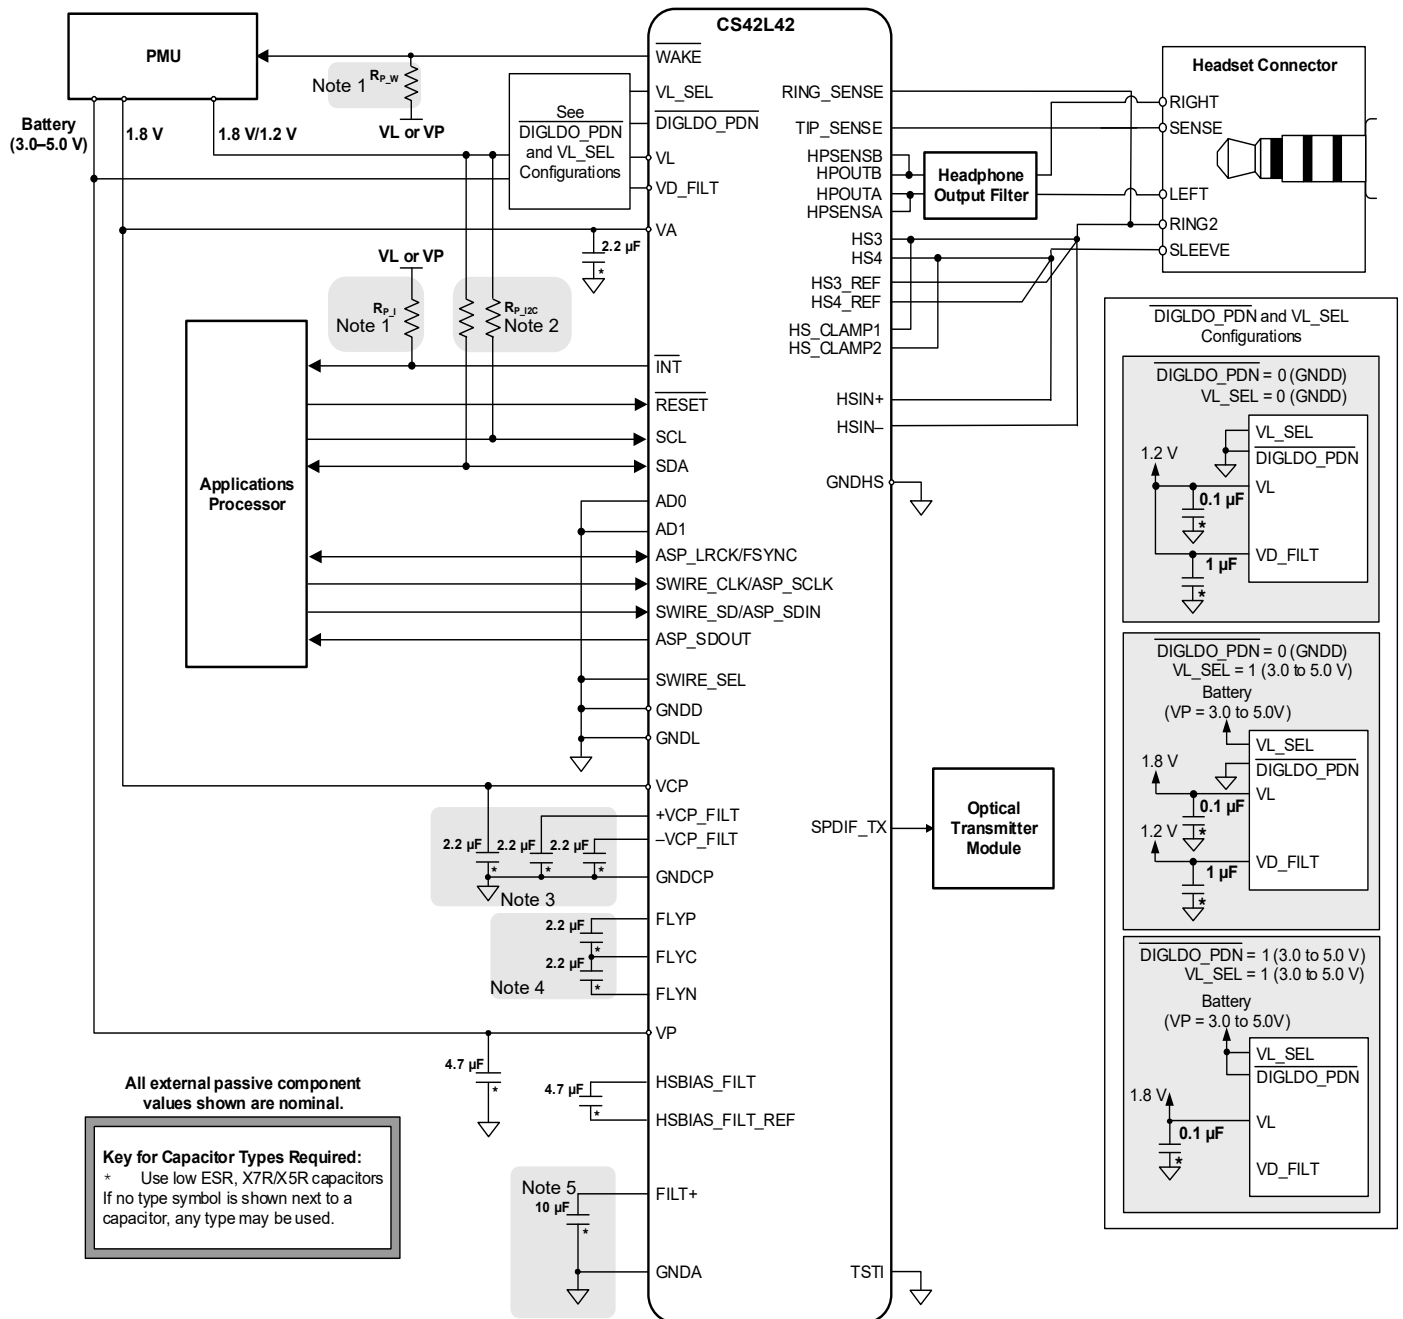 CS42L42
PMU
WAKE
Note 1
RP_W
VL or VP
Battery
(3.0–5.0 V)
1.8 V
1.8 V/1.2 V
See
DIGLDO_PDN
and VL_SEL
Configurations
VL_SEL
DIGLDO_PDN
VL
VD_FILT
VA
2.2 µF
*
VL or VP
RP_I
Note 1
RP_I2C
Note 2
Applications
Processor
INT
RESET
SCL
SDA
AD0
AD1
ASP_LRCK/FSYNC
SWIRE_CLK/ASP_SCLK
SWIRE_SD/ASP_SDIN
ASP_SDOUT
SWIRE_SEL
GNDD
GNDL
VCP
+VCP_FILT
–VCP_FILT
2.2 µF 2.2 µF 2.2 µF
* * *
GNDCP
Note 3
FLYP
2.2 µF
*
FLYC
2.2 µF
*
Note 4
FLYN
VP
4.7 µF
*
HSBIAS_FILT
4.7 µF
*
HSBIAS_FILT_REF
Note 5
FILT+
10 µF
*
GNDA
All external passive component
values shown are nominal.
Key for Capacitor Types Required:
* Use low ESR, X7R/X5R capacitors
If no type symbol is shown next to a
capacitor, any type may be used.
RING_SENSE
TIP_SENSE
HPSENSB
HPOUTB
HPOUTA
HPSENSA
HS3
HS4
HS3_REF
HS4_REF
HS_CLAMP1
HS_CLAMP2
HSIN+
HSIN–
GNDHS
SPDIF_TX
TSTI
Headphone
Output Filter
Optical
Transmitter
Module
Headset Connector
RIGHT
SENSE
LEFT
RING2
SLEEVE
DIGLDO_PDN and VL_SEL
Configurations
DIGLDO_PDN = 0 (GNDD)
VL_SEL = 0 (GNDD)
VL_SEL
DIGLDO_PDN
1.2 V
VL
0.1 µF
*
VD_FILT
1 µF
*
DIGLDO_PDN = 0 (GNDD)
VL_SEL = 1 (3.0 to 5.0 V)
Battery
(VP = 3.0 to 5.0V)
VL_SEL
DIGLDO_PDN
1.8 V
VL
0.1 µF
*
1.2 V
VD_FILT
1 µF
*
DIGLDO_PDN = 1 (3.0 to 5.0 V)
VL_SEL = 1 (3.0 to 5.0 V)
Battery
(VP = 3.0 to 5.0V)
VL_SEL
DIGLDO_PDN
1.8 V
VL
0.1 µF
*
VD_FILT